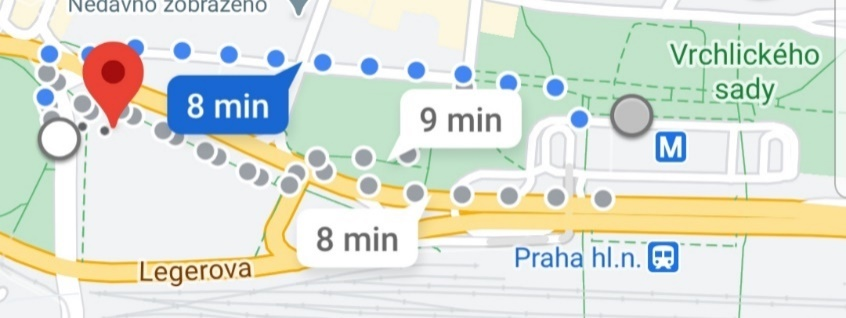 Nedávno zobrazeno
Vrchlického
sady
8 min
9 min
M
8 min
Praha hl.n.
Legerova